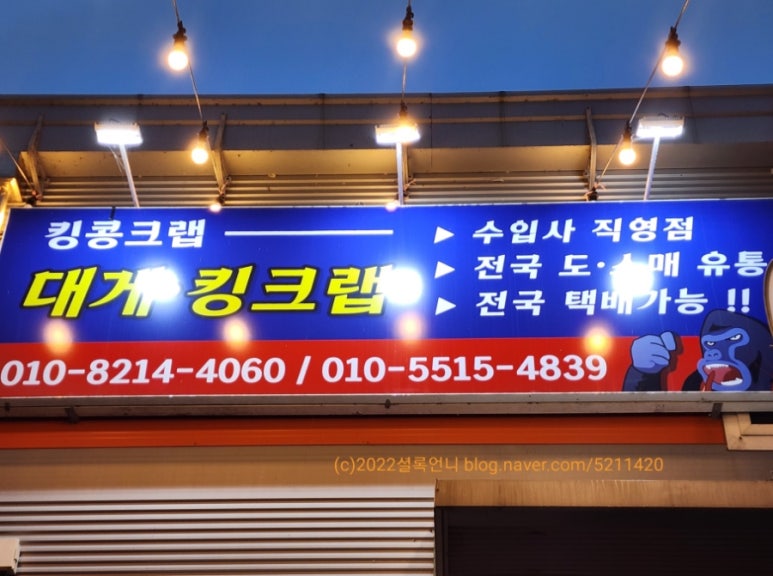 킹콩크랩
대게·킹크랩
▶ 수입사 직영점
▶ 전국 도·소매 유통
▶ 전국 택배가능 !!
010-8214-4060 / 010-5515-4839
(c)2022셜록언니 blog.naver.com/5211420